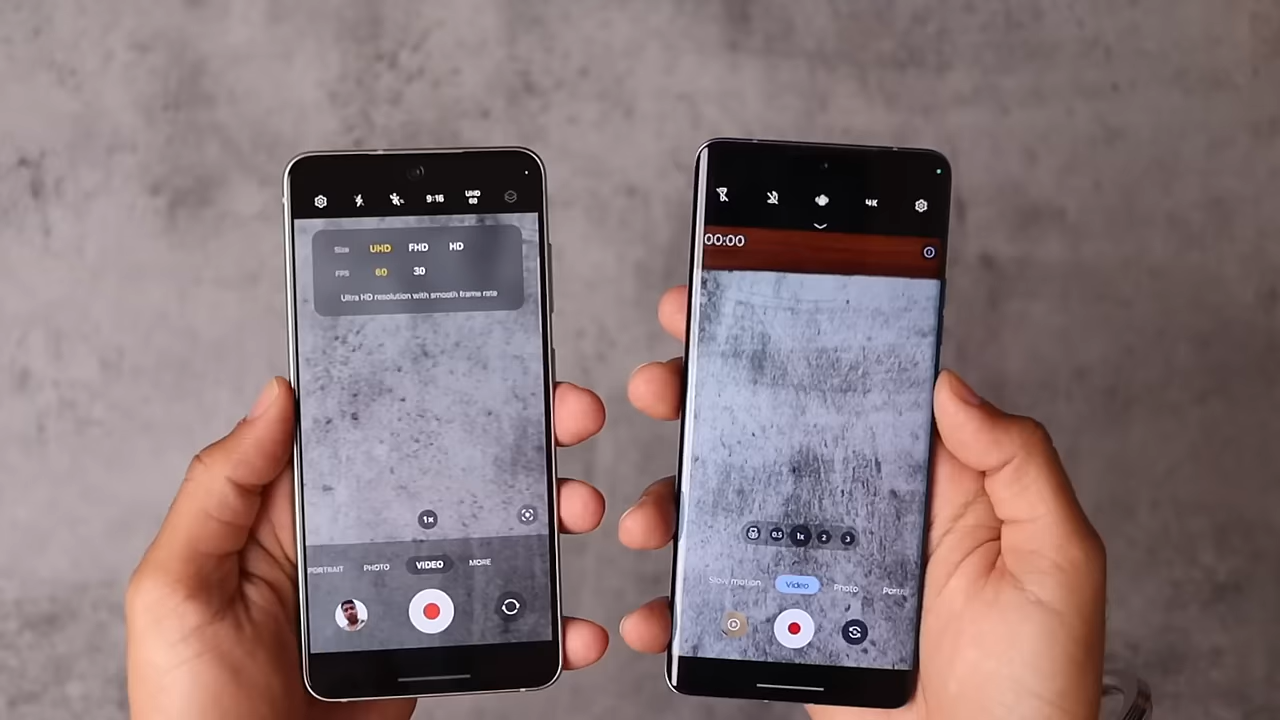 9:16
UHD
60
Size UHD FHD HD
FPS 60 30
Ultra HD resolution with smooth frame rate
1x
PORTRAIT PHOTO VIDEO MORE
4K
00:00
0.5 1x 2 3
Slow motion Video Photo Portr